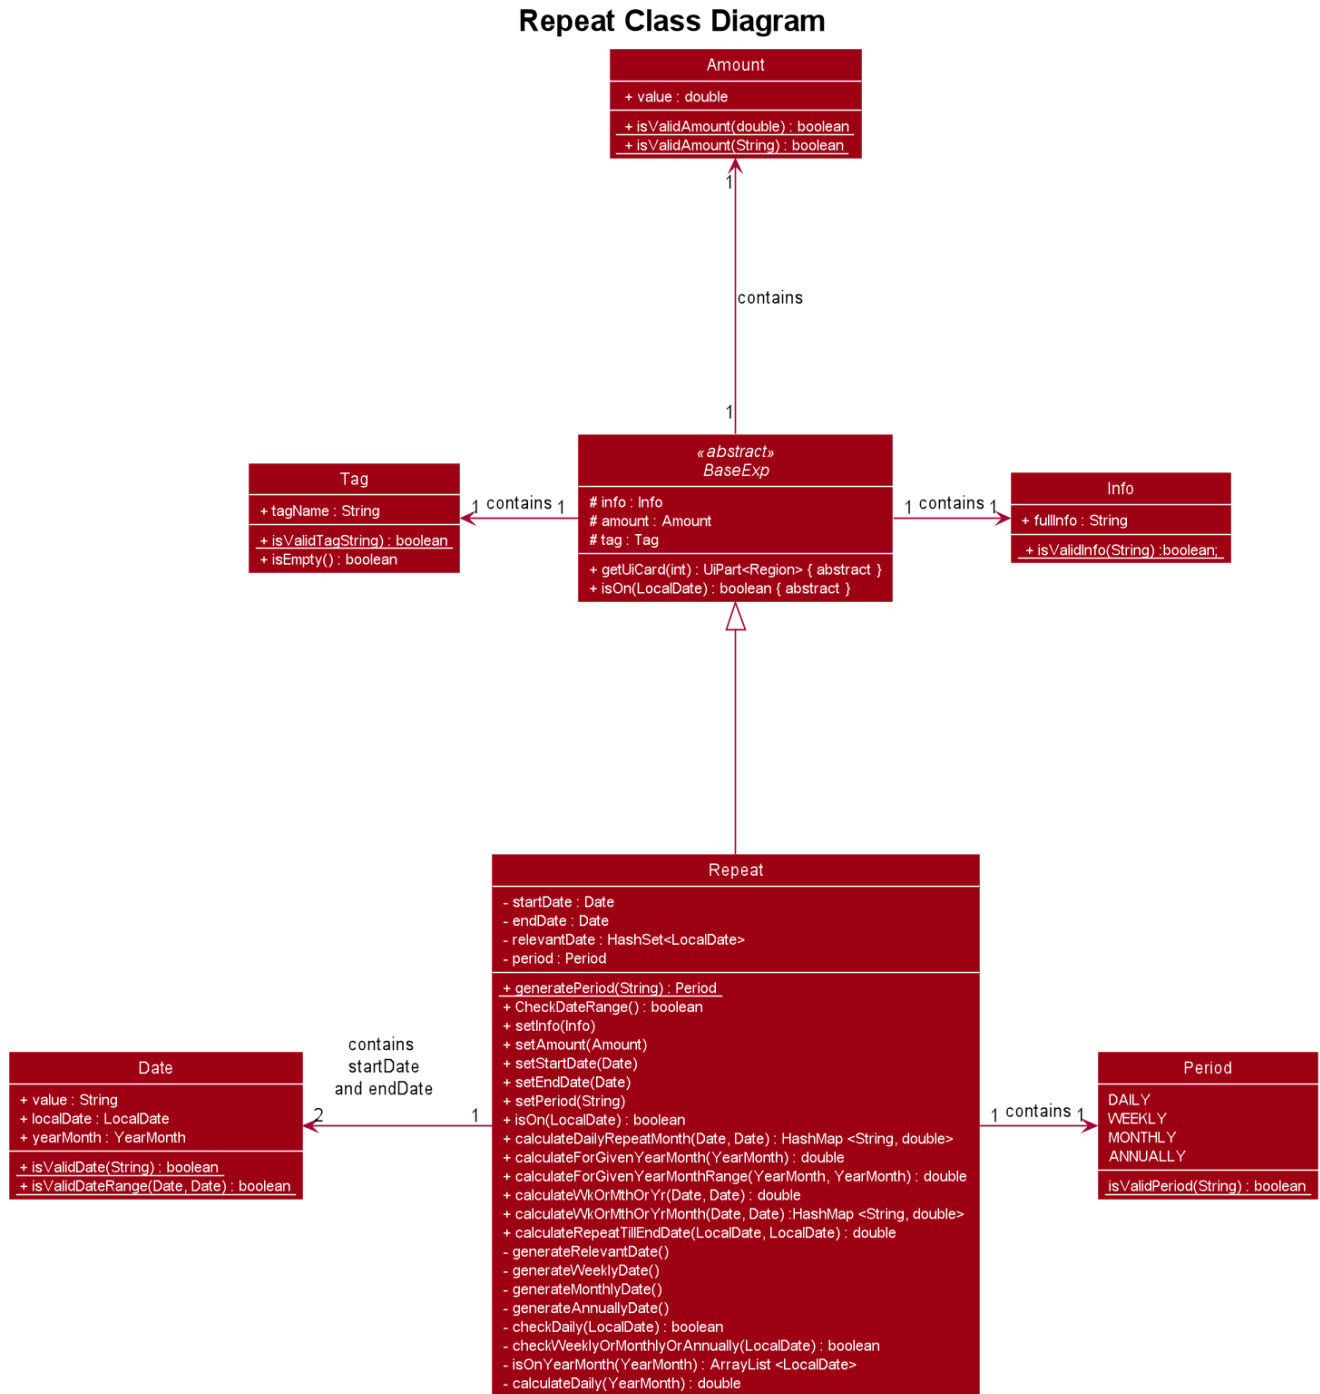 Repeat Class Diagram
Amount
+ value : double
+ isValidAmount(double) : boolean
+ isValidAmount(String) : boolean
1
contains
1
«abstract»
BaseExp
# info : Info
# amount : Amount
# tag : Tag
+ getUiCard(int) : UiPart<Region> { abstract }
+ isOn(LocalDate) : boolean { abstract }
Tag
+ tagName : String
+ isValidTagString) : boolean
+ isEmpty() : boolean
1 contains 1
1 contains 1
Info
+ fullInfo : String
+ isValidInfo(String) :boolean;
Repeat
- startDate : Date
- endDate : Date
- relevantDate : HashSet<LocalDate>
- period : Period
+ generatePeriod(String) : Period
+ CheckDateRange() : boolean
+ setInfo(Info)
+ setAmount(Amount)
+ setStartDate(Date)
+ setEndDate(Date)
+ setPeriod(String)
+ isOn(LocalDate) : boolean
+ calculateDailyRepeatMonth(Date, Date) : HashMap <String, double>
+ calculateForGivenYearMonth(YearMonth) : double
+ calculateForGivenYearMonthRange(YearMonth, YearMonth) : double
+ calculateWkOrMthOrYr(Date, Date) : double
+ calculateWkOrMthOrYrMonth(Date, Date) :HashMap <String, double>
+ calculateRepeatTillEndDate(LocalDate, LocalDate) : double
- generateRelevantDate()
- generateWeeklyDate()
- generateMonthlyDate()
- generateAnnuallyDate()
- checkDaily(LocalDate) : boolean
- checkWeeklyOrMonthlyOrAnnually(LocalDate) : boolean
- isOnYearMonth(YearMonth) : ArrayList <LocalDate>
- calculateDaily(YearMonth) : double
contains
startDate
and endDate
2 1
Date
+ value : String
+ localDate : LocalDate
+ yearMonth : YearMonth
+ isValidDate(String) : boolean
+ isValidDateRange(Date, Date) : boolean
1 contains 1
Period
DAILY
WEEKLY
MONTHLY
ANNUALLY
isValidPeriod(String) : boolean